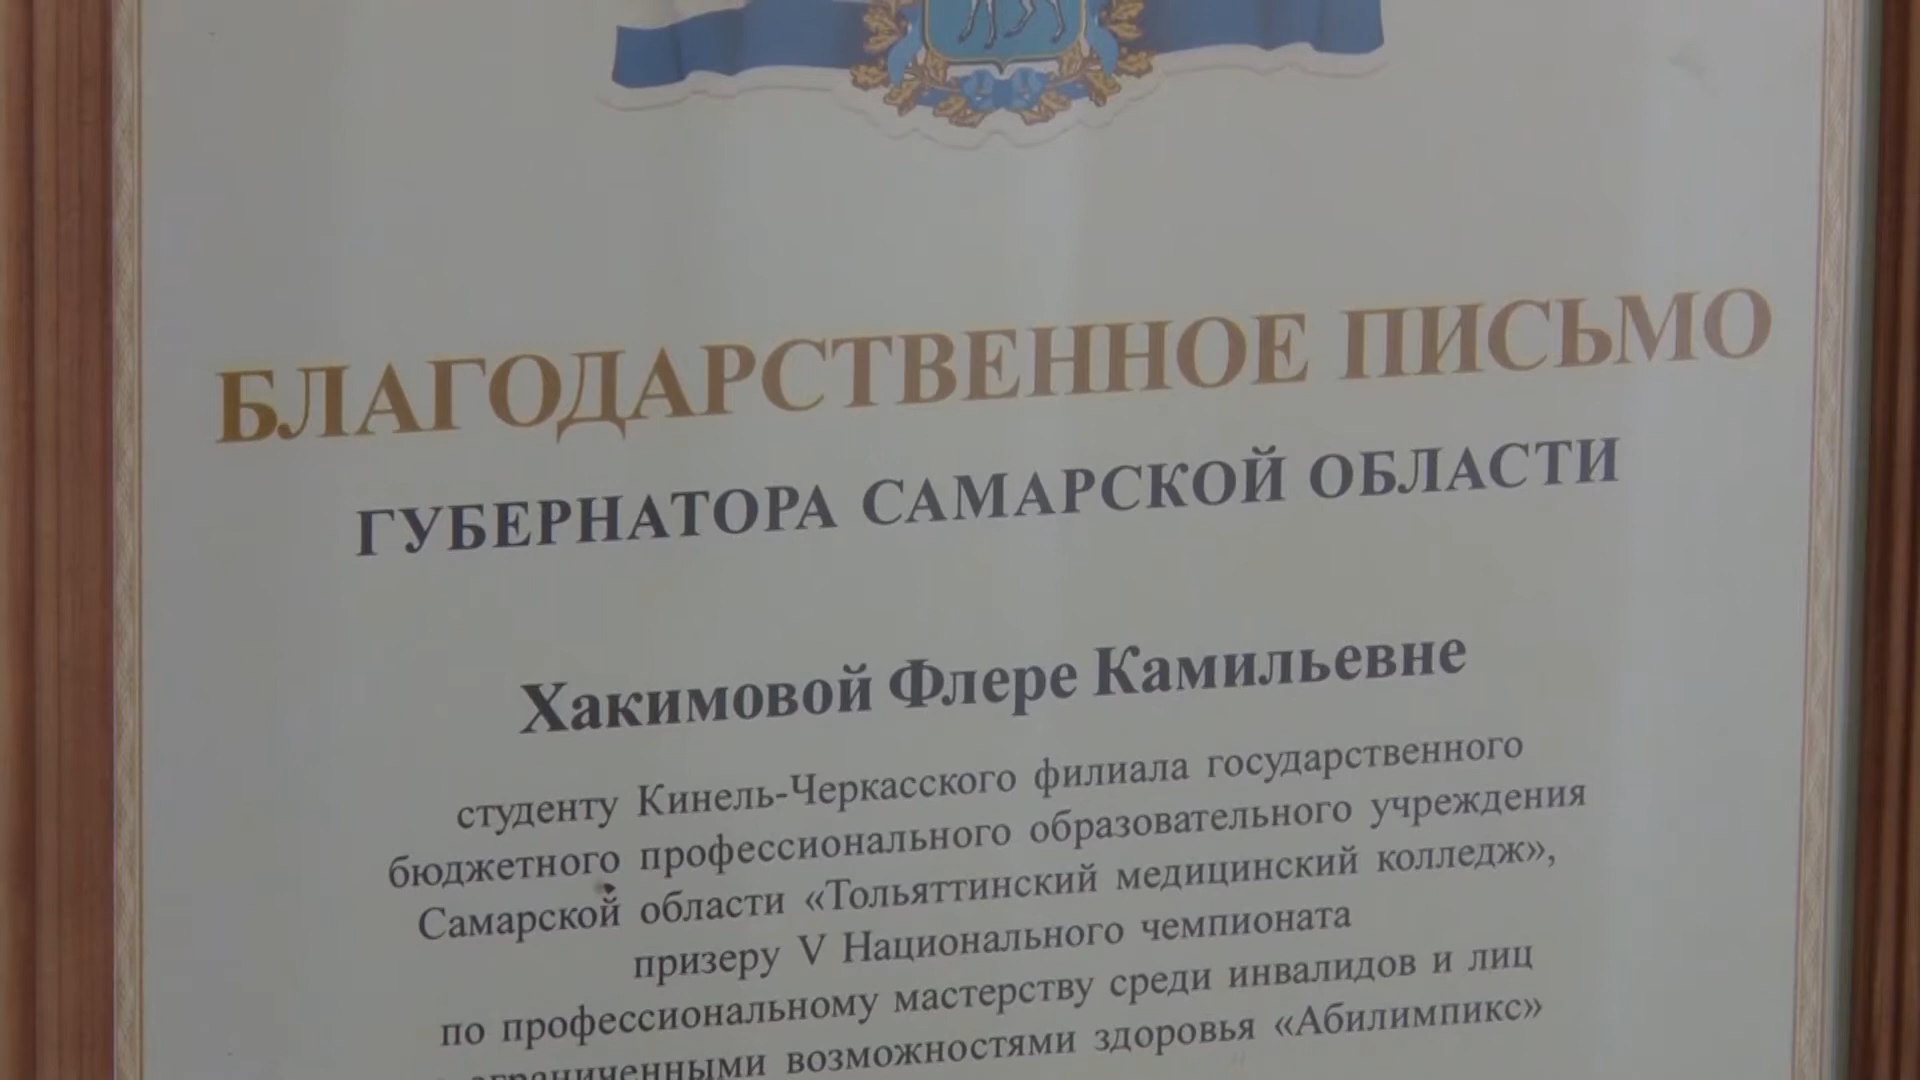 БЛАГОДАРСТВЕННОЕ ПИСЬМО
ГУБЕРНАТОРА САМАРСКОЙ ОБЛАСТИ
Хакимовой Флере Камильевне
студенту Кинель-Черкасского филиала государственного
бюджетного профессионального образовательного учреждения
Самарской области «Тольяттинский медицинский колледж»,
призеру V Национального чемпионата
по профессиональному мастерству среди инвалидов и лиц
с ограниченными возможностями здоровья «Абилимпикс»